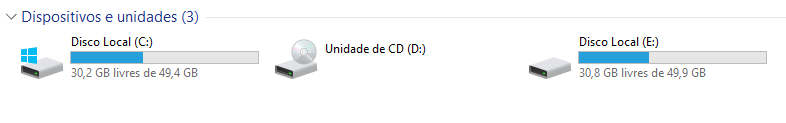 Dispositivos e unidades (3)
Disco Local (C:)
30,2 GB livres de 49,4 GB
Unidade de CD (D:)
Disco Local (E:)
30,8 GB livres de 49,9 GB